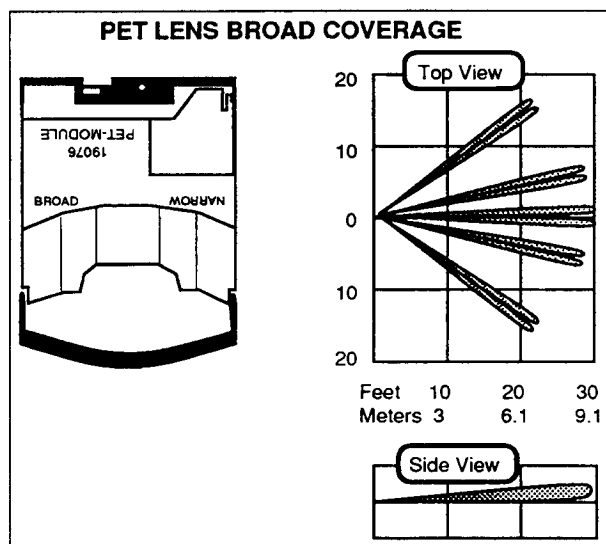 PET LENS BROAD COVERAGE
19076
PET-MODULE
BROAD NARROW
Top View
20
10
0
10
20
Feet 10 20 30
Meters 3 6.1 9.1
Side View